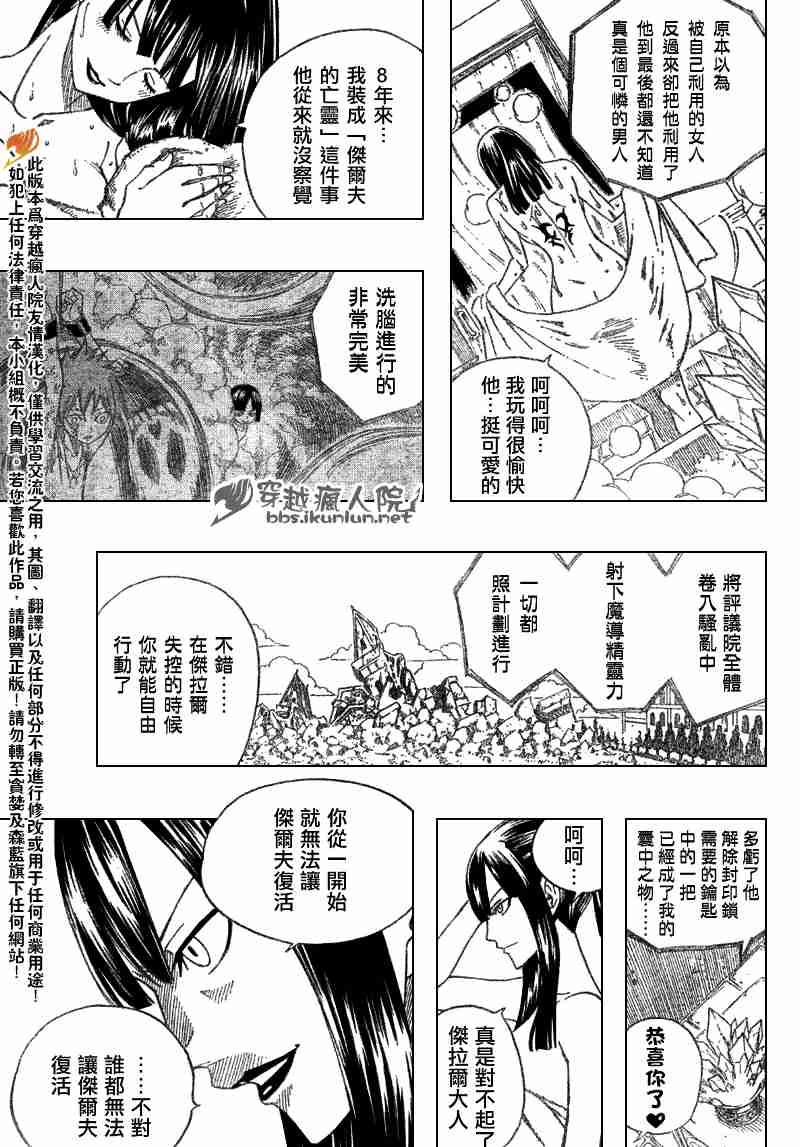 原本以為
被自己利用的女人
反過來卻把他利用了
他到最後都還不知道
真是個可憐的男人
8年來…
我裝成「傑爾夫
的亡靈」這件事
他從來就沒察覺
呵呵呵…
我玩得很愉快
他…挺可愛的
洗腦進行的
非常完美
將評議院全體
卷入騷亂中
射下魔導精靈力
一切都
照計劃進行
不錯……
在傑拉爾
失控的時候
你就能自由
行動了
多虧了他
解除封印鎖
需要的鑰匙
中的一把
已經成了我的
囊中之物……
恭喜你了♥
呵呵…
真是對不起了
傑拉爾大人
你從一開始
就無法讓
傑爾夫復活
……不對
誰都無法
讓傑爾夫
復活
此版本爲穿越瘋人院友情漢化，僅供學習交流之用，其圖、翻譯以及任何部分不得進行修改或用于任何商業用途！
如犯上任何法律責任，本小組概不負責。若您喜歡此作品，請購買正版！請勿轉至貪婪及森藍旗下任何網站！
穿越瘋人院
bbs.ikunlun.net